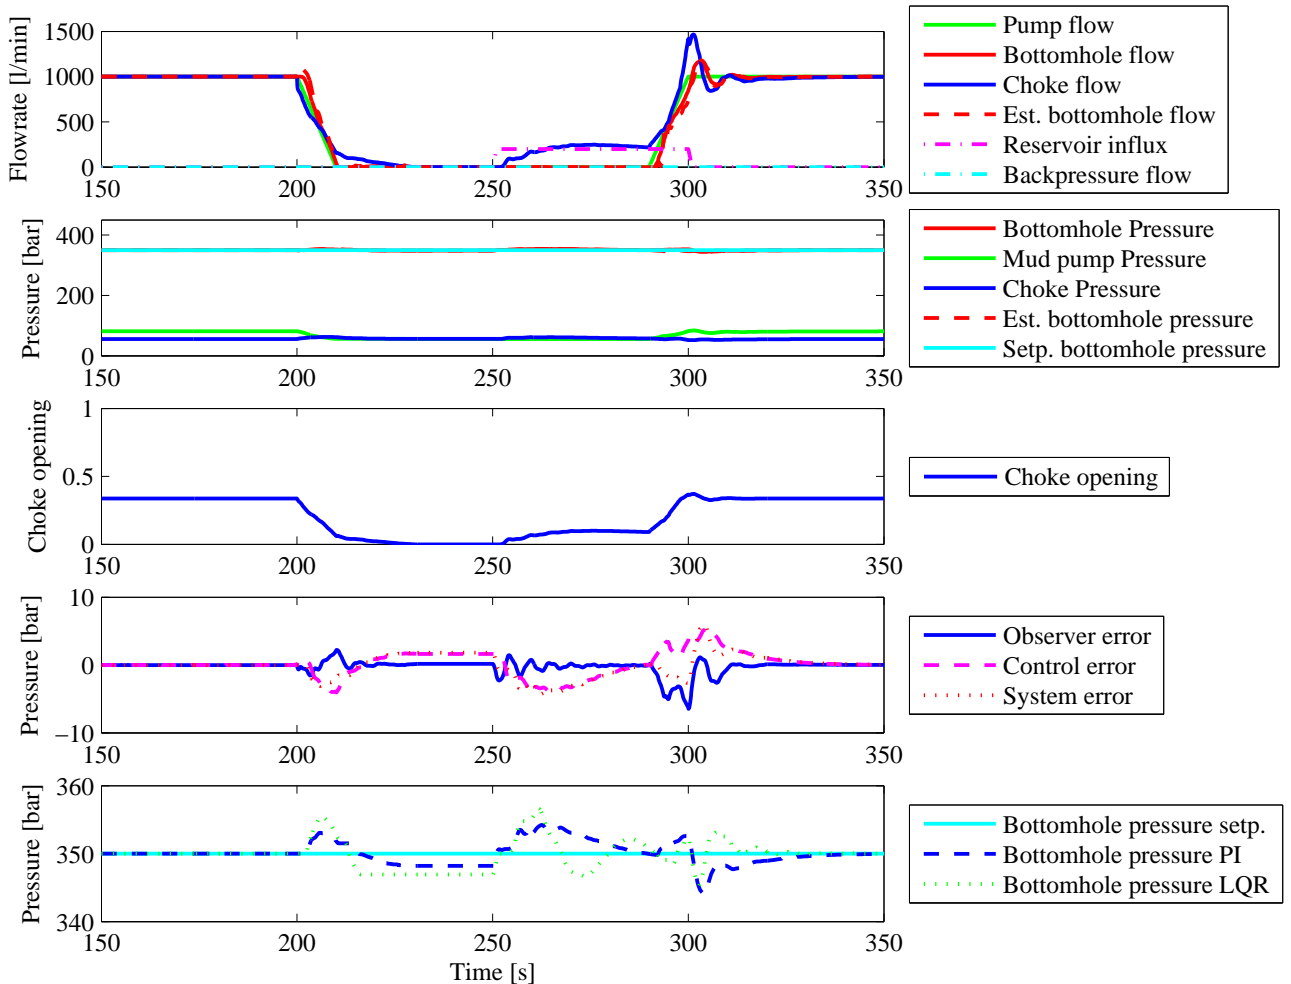 Flowrate [l/min]
1500
1000
500
0
150
200
250
300
350
Pump flow
Bottomhole flow
Choke flow
Est. bottomhole flow
Reservoir influx
Backpressure flow
Pressure [bar]
400
200
0
150
200
250
300
350
Bottomhole Pressure
Mud pump Pressure
Choke Pressure
Est. bottomhole pressure
Setp. bottomhole pressure
Choke opening
1
0.5
0
150
200
250
300
350
Choke opening
Pressure [bar]
10
0
−10
150
200
250
300
350
Observer error
Control error
System error
Pressure [bar]
360
350
340
150
200
250
300
350
Time [s]
Bottomhole pressure setp.
Bottomhole pressure PI
Bottomhole pressure LQR